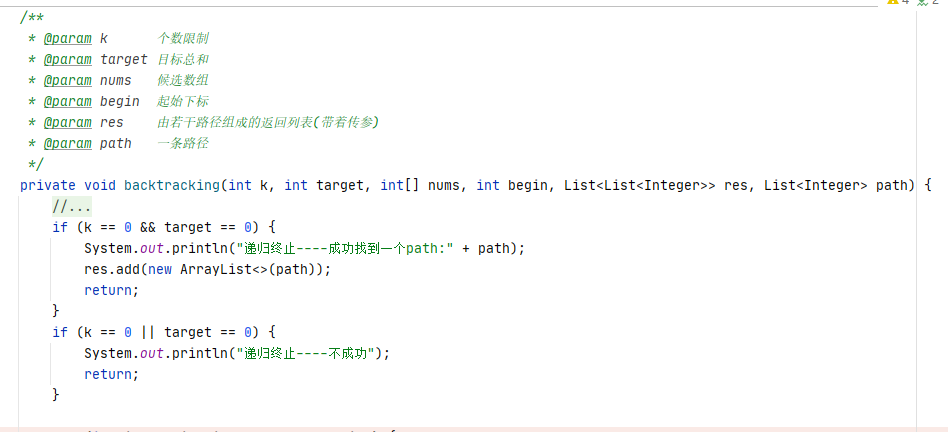 4 2
/**
 * @param k 个数限制
 * @param target 目标总和
 * @param nums 候选数组
 * @param begin 起始下标
 * @param res 由若干路径组成的返回列表(带着传参)
 * @param path 一条路径
 */
private void backtracking(int k, int target, int[] nums, int begin, List<List<Integer>> res, List<Integer> path) {
    //...
    if (k == 0 && target == 0) {
        System.out.println("递归终止----成功找到一个path:" + path);
        res.add(new ArrayList<>(path));
        return;
    }
    if (k == 0 || target == 0) {
        System.out.println("递归终止----不成功");
        return;
    }